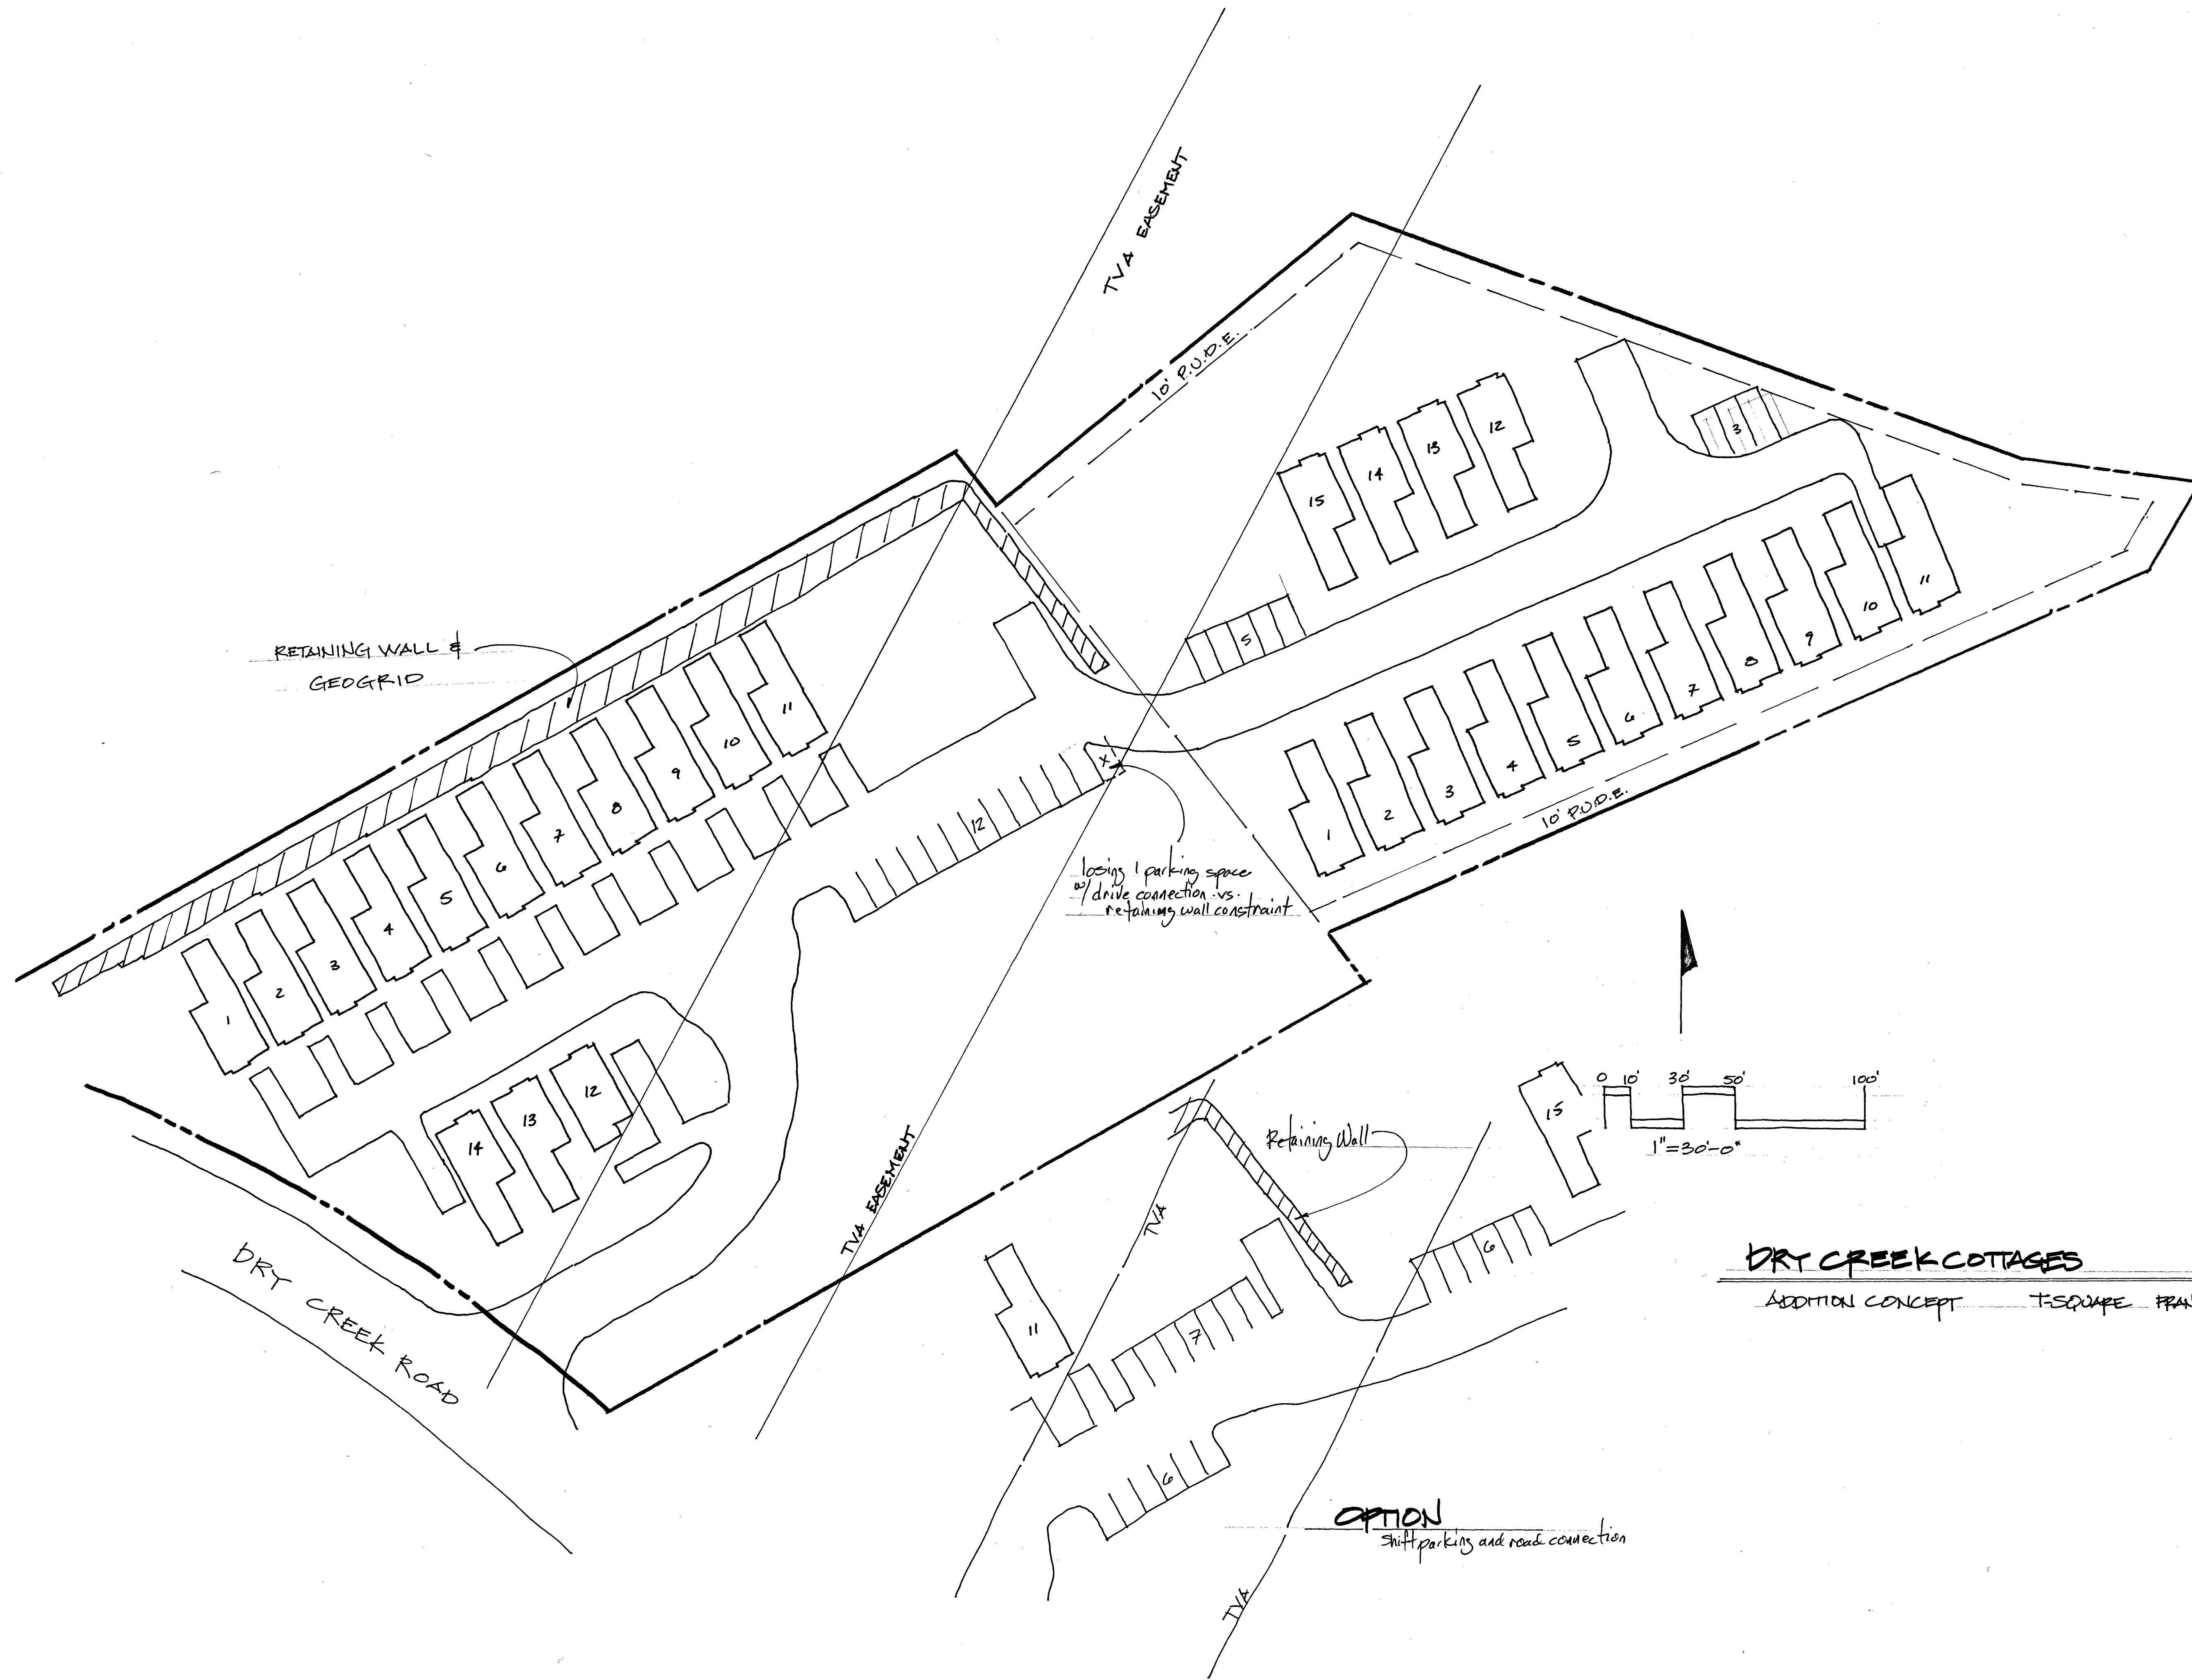 TVA EASEMENT
10' P.U.D.E.
RETAINING WALL &
GEOGRID
15
14
13
12
3
5
1
2
3
4
5
6
7
8
9
10
11
10' P.U.D.E.
1
2
3
4
5
6
7
8
9
10
11
12
X
losing 1 parking space
w/ drive connection vs.
retaining wall constraint
14
13
12
TVA EASEMENT
DRY CREEK ROAD
Retaining Wall
TVA
11
7
6
6
15
TVA
OPTION
Shift parking and road connection
0 10' 30' 50' 100'
1"=30'-0"
DRY CREEK COTTAGES
ADDITION CONCEPT T-SQUARE